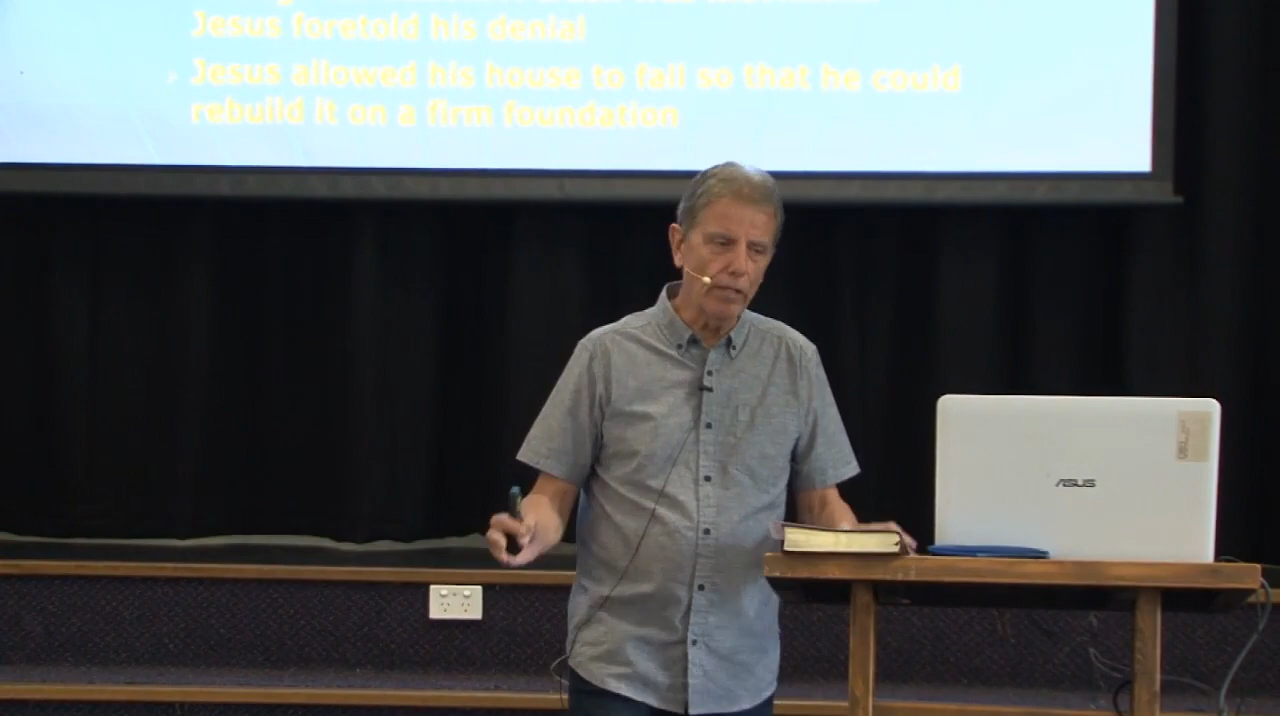 Jesus foretold his denial
Jesus allowed his house to fall so that he could
rebuild it on a firm foundation
ASUS